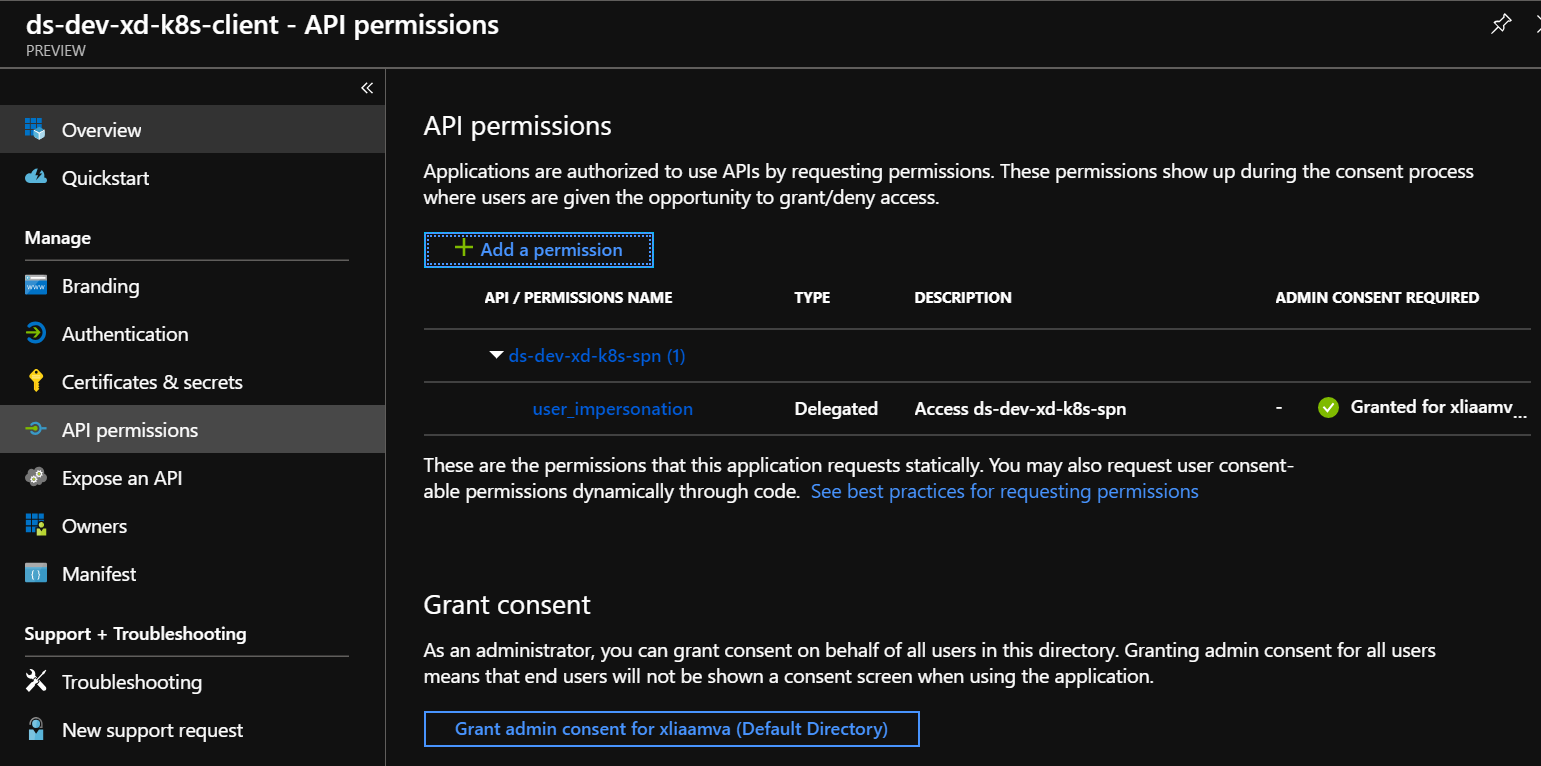 ds-dev-xd-k8s-client - API permissions
PREVIEW
«
Overview
Quickstart
Manage
Branding
Authentication
Certificates & secrets
API permissions
Expose an API
Owners
Manifest
Support + Troubleshooting
Troubleshooting
New support request
API permissions
Applications are authorized to use APIs by requesting permissions. These permissions show up during the consent process
where users are given the opportunity to grant/deny access.
+ Add a permission
API / PERMISSIONS NAME TYPE DESCRIPTION ADMIN CONSENT REQUIRED
ds-dev-xd-k8s-spn (1)
user_impersonation Delegated Access ds-dev-xd-k8s-spn - Granted for xliaamv...
These are the permissions that this application requests statically. You may also request user consent-
able permissions dynamically through code. See best practices for requesting permissions
Grant consent
As an administrator, you can grant consent on behalf of all users in this directory. Granting admin consent for all users
means that end users will not be shown a consent screen when using the application.
Grant admin consent for xliaamva (Default Directory)